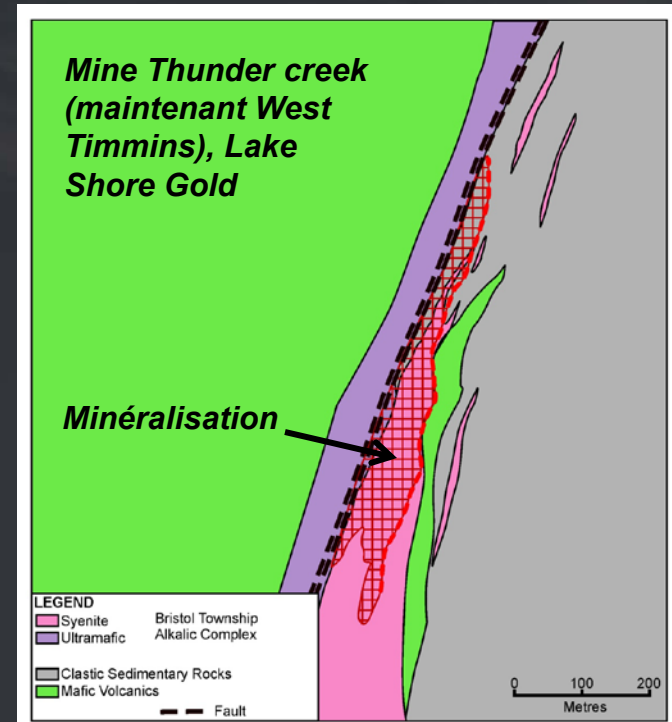 Mine Thunder creek
(maintenant West
Timmins), Lake
Shore Gold
Minéralisation
LEGEND
Syenite
Ultramafic
Bristol Township
Alkalic Complex
Clastic Sedimentary Rocks
Mafic Volcanics
Fault
0 100 200
Metres